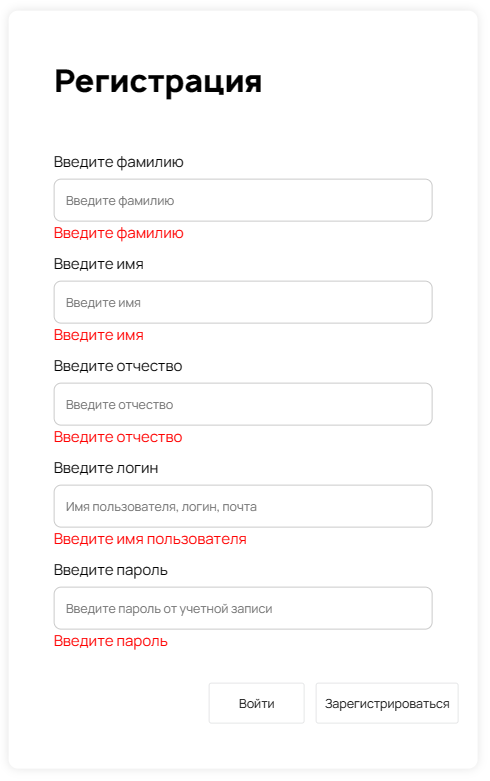 Регистрация
Введите фамилию
Введите фамилию
Введите фамилию
Введите имя
Введите имя
Введите имя
Введите отчество
Введите отчество
Введите отчество
Введите логин
Имя пользователя, логин, почта
Введите имя пользователя
Введите пароль
Введите пароль от учетной записи
Введите пароль
Войти Зарегистрироваться